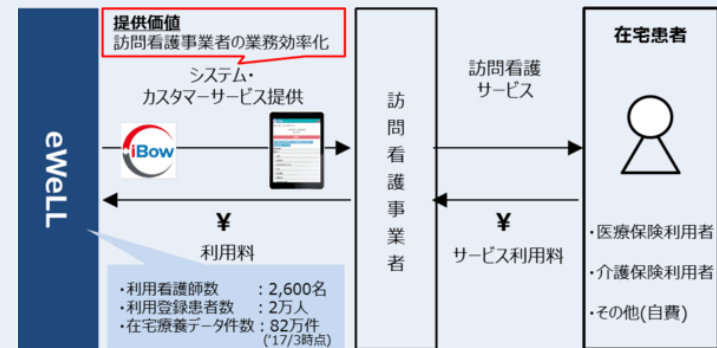 提供価値
訪問看護事業者の業務効率化
システム・
カスタマーサービス提供
eWeLL
iBow
¥
利用料
・利用看護師数 : 2,600名
・利用登録患者数 : 2万人
・在宅療養データ件数 : 82万件
('17/3時点)
訪問看護事業者
訪問看護
サービス
¥
サービス利用料
在宅患者
・医療保険利用者
・介護保険利用者
・その他(自費)